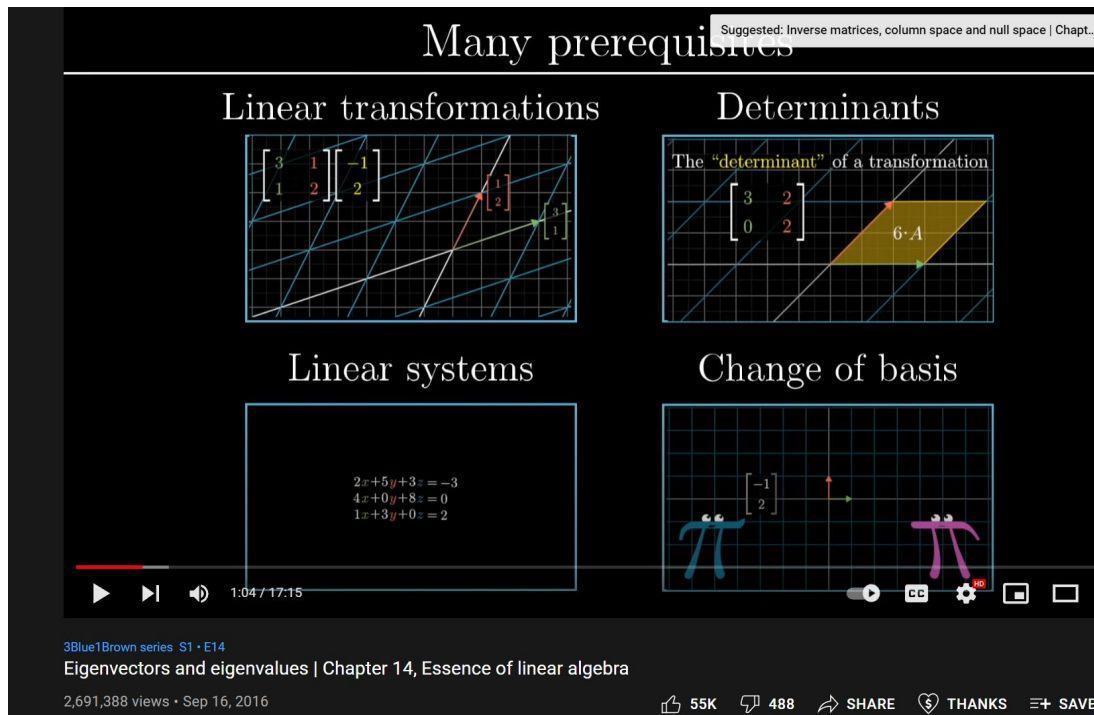 Suggested: Inverse matrices, column space and null space | Chapt...
Many prerequisites
Linear transformations
Determinants
[3 1] [-1]
[1 2] [2]
[1]
[2]
[3]
[1]
The "determinant" of a transformation
[3 2]
[0 2]
6·A
Linear systems
Change of basis
2x+5y+3z=-3
4x+0y+8z=0
1x+3y+0z=2
[-1]
[2]
1:04 / 17:15
CC
HD
3Blue1Brown series S1 • E14
Eigenvectors and eigenvalues | Chapter 14, Essence of linear algebra
2,691,388 views • Sep 16, 2016
55K 488 SHARE THANKS SAVE